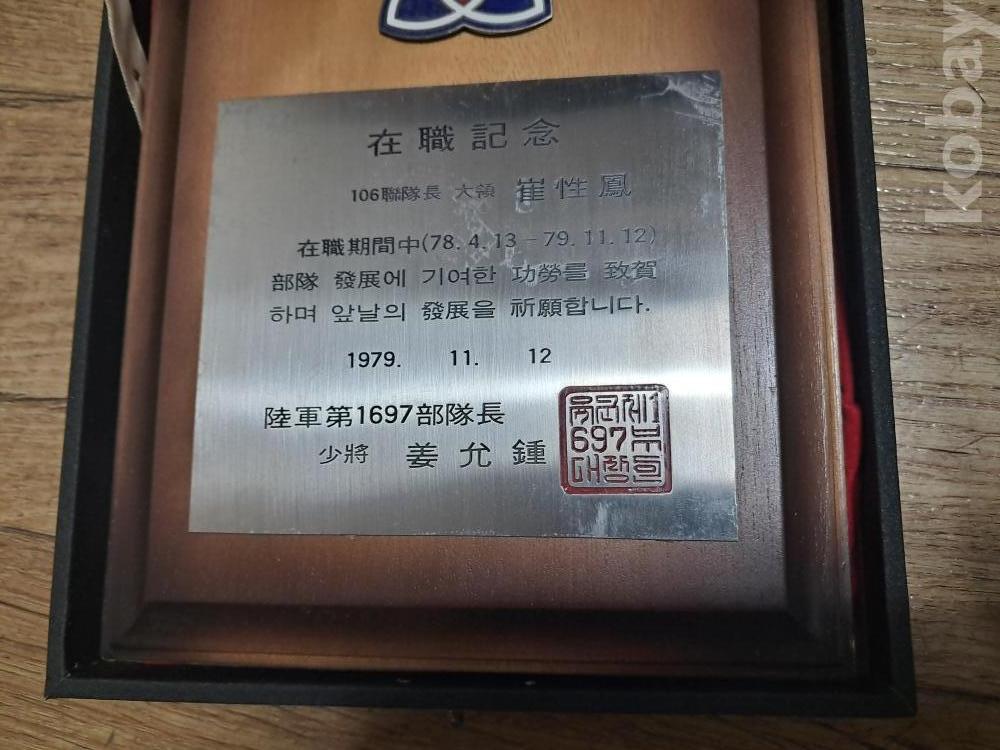 在職記念
106聯隊長 大領 崔性鳳
在職期間中(78. 4. 13 - 79. 11. 12)
部隊 發展에 기여한 功勞를 致賀
하며 앞날의 發展을 祈願합니다.
1979. 11. 12
陸軍第1697部隊長
少將 姜允鍾
697
kobay